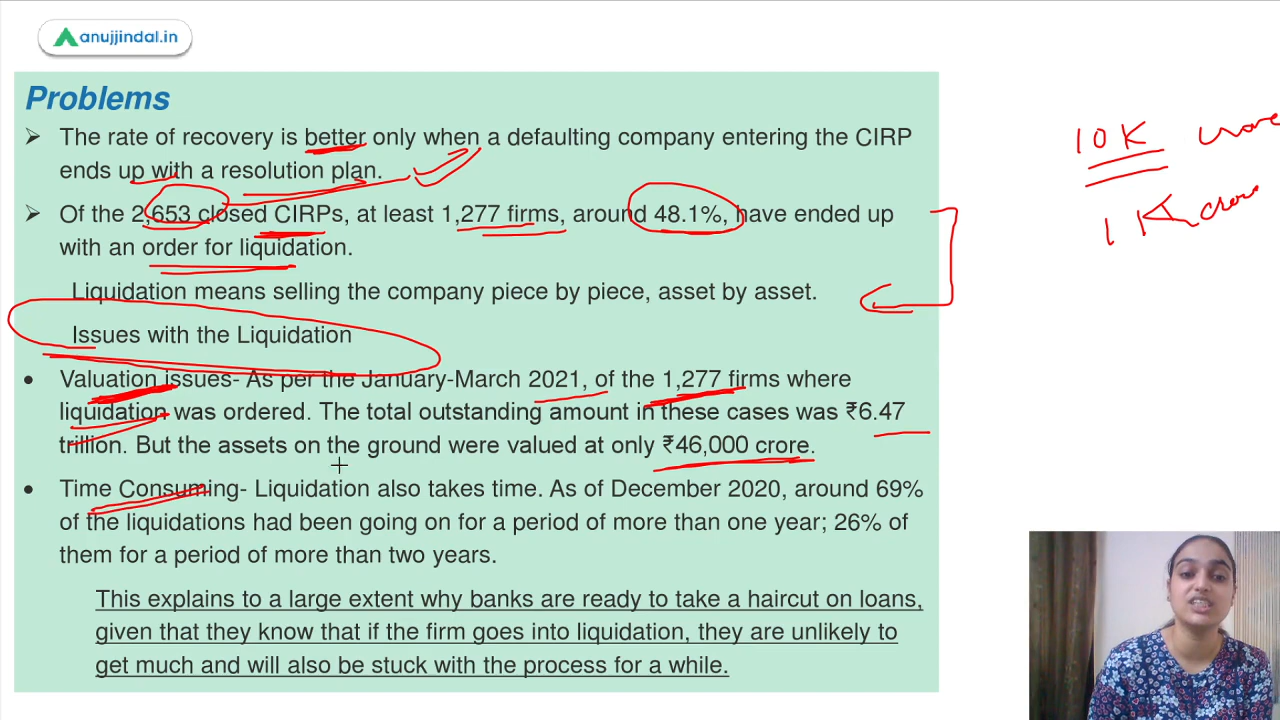 anujjindal.in
Problems
➢ The rate of recovery is better only when a defaulting company entering the CIRP
ends up with a resolution plan.
➢ Of the 2,653 closed CIRPs, at least 1,277 firms, around 48.1%, have ended up
with an order for liquidation.
Liquidation means selling the company piece by piece, asset by asset.
Issues with the Liquidation
• Valuation issues- As per the January-March 2021, of the 1,277 firms where
liquidation was ordered. The total outstanding amount in these cases was ₹6.47
trillion. But the assets on the ground were valued at only ₹46,000 crore.
• Time Consuming- Liquidation also takes time. As of December 2020, around 69%
of the liquidations had been going on for a period of more than one year; 26% of
them for a period of more than two years.
This explains to a large extent why banks are ready to take a haircut on loans,
given that they know that if the firm goes into liquidation, they are unlikely to
get much and will also be stuck with the process for a while.
10K crore
1K crore